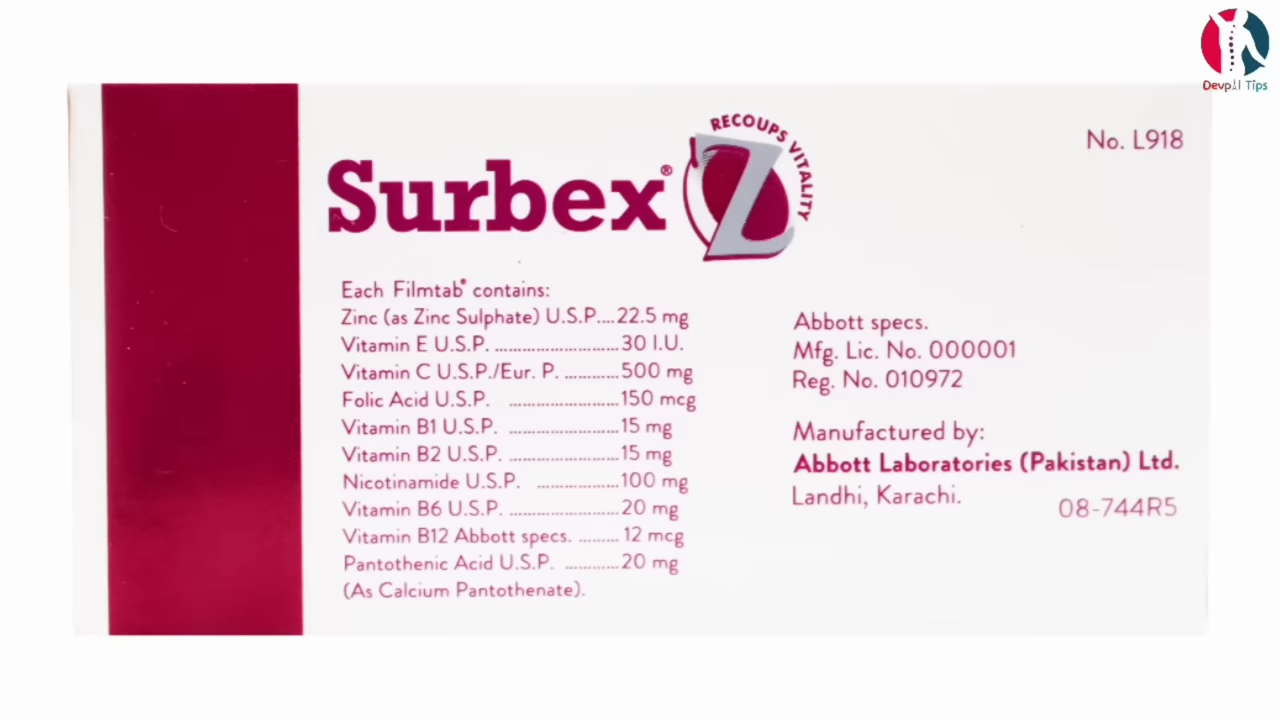 Devpal Tips
RECOUPS VITALITY
Surbex® Z
No. L918
Each Filmtab® contains:
Zinc (as Zinc Sulphate) U.S.P....22.5 mg
Vitamin E U.S.P. .........................30 I.U.
Vitamin C U.S.P./Eur. P. ...........500 mg
Folic Acid U.S.P. ......................150 mcg
Vitamin B1 U.S.P. ......................15 mg
Vitamin B2 U.S.P. ......................15 mg
Nicotinamide U.S.P. ................100 mg
Vitamin B6 U.S.P. ......................20 mg
Vitamin B12 Abbott specs. ........12 mcg
Pantothenic Acid U.S.P. ...........20 mg
(As Calcium Pantothenate).
Abbott specs.
Mfg. Lic. No. 000001
Reg. No. 010972
Manufactured by:
Abbott Laboratories (Pakistan) Ltd.
Landhi, Karachi.
08-744R5